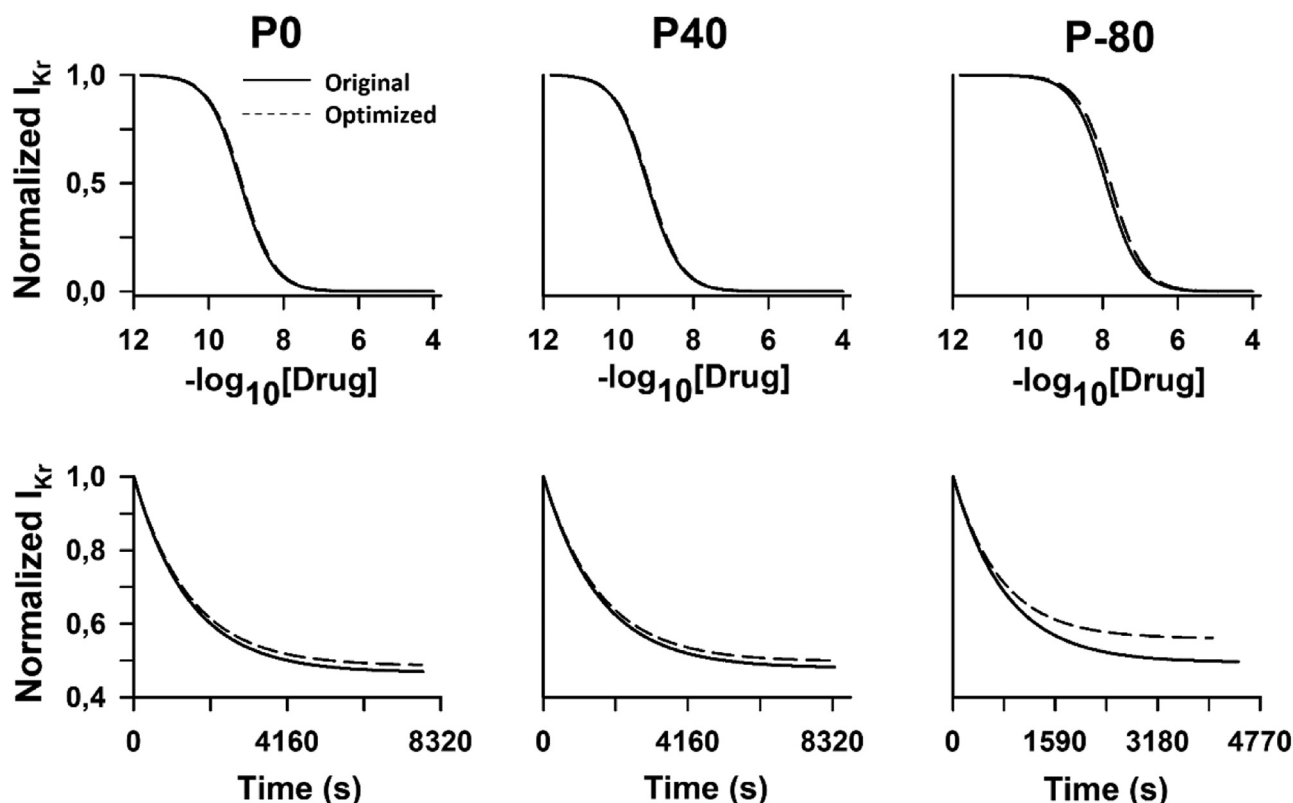 P0
P40
P-80
Original
Optimized
Normalized I_Kr
1,0
0,5
0,0
12 10 8 6 4
12 10 8 6 4
12 10 8 6 4
-log10[Drug]
-log10[Drug]
-log10[Drug]
Normalized I_Kr
1,0
0,8
0,6
0,4
0 4160 8320
0 4160 8320
0 1590 3180 4770
Time (s)
Time (s)
Time (s)